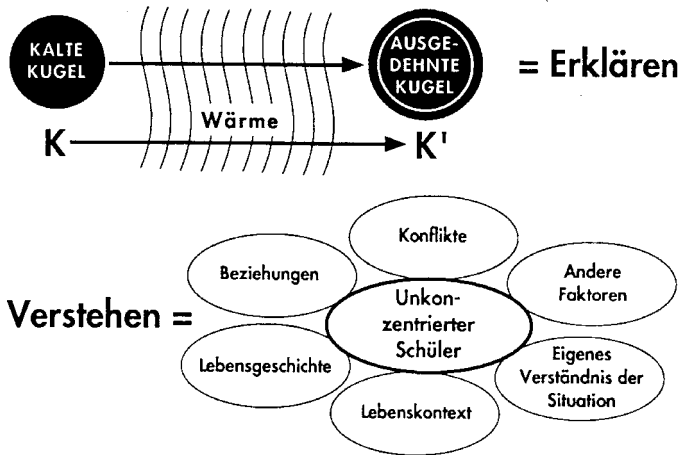 KALTE
KUGEL
AUSGE-
DEHNTE
KUGEL
= Erklären
Wärme
K
K'
Konflikte
Beziehungen
Andere
Faktoren
Verstehen =
Unkon-
zentrierter
Schüler
Lebensgeschichte
Eigenes
Verständnis der
Situation
Lebenskontext